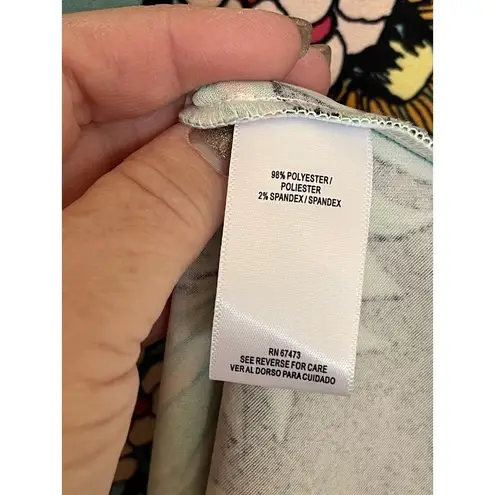 98% POLYESTER /
POLIESTER
2% SPANDEX / SPANDEX
RN 67473
SEE REVERSE FOR CARE
VER AL DORSO PARA CUIDADO